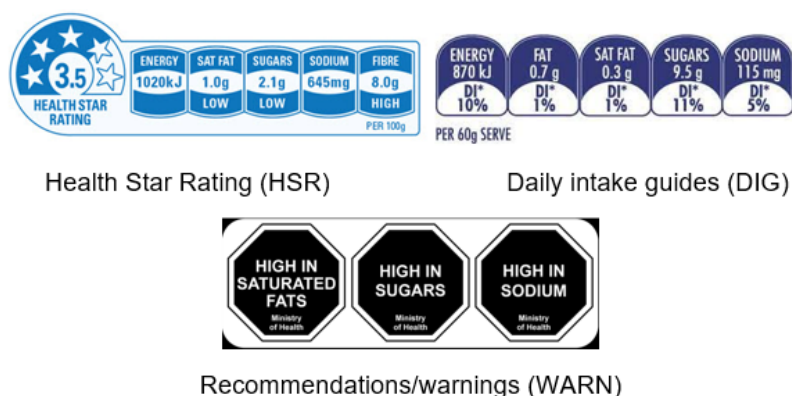 3.5
HEALTH STAR
RATING
ENERGY
1020kJ
SAT FAT
1.0g
LOW
SUGARS
2.1g
LOW
SODIUM
645mg
FIBRE
8.0g
HIGH
PER 100g
ENERGY
870 kJ
DI*
10%
FAT
0.7 g
DI*
1%
SAT FAT
0.3 g
DI*
1%
SUGARS
9.5 g
DI*
11%
SODIUM
115 mg
DI*
5%
PER 60g SERVE
Health Star Rating (HSR)
Daily intake guides (DIG)
HIGH IN
SATURATED
FATS
Ministry
of Health
HIGH IN
SUGARS
Ministry
of Health
HIGH IN
SODIUM
Ministry
of Health
Recommendations/warnings (WARN)